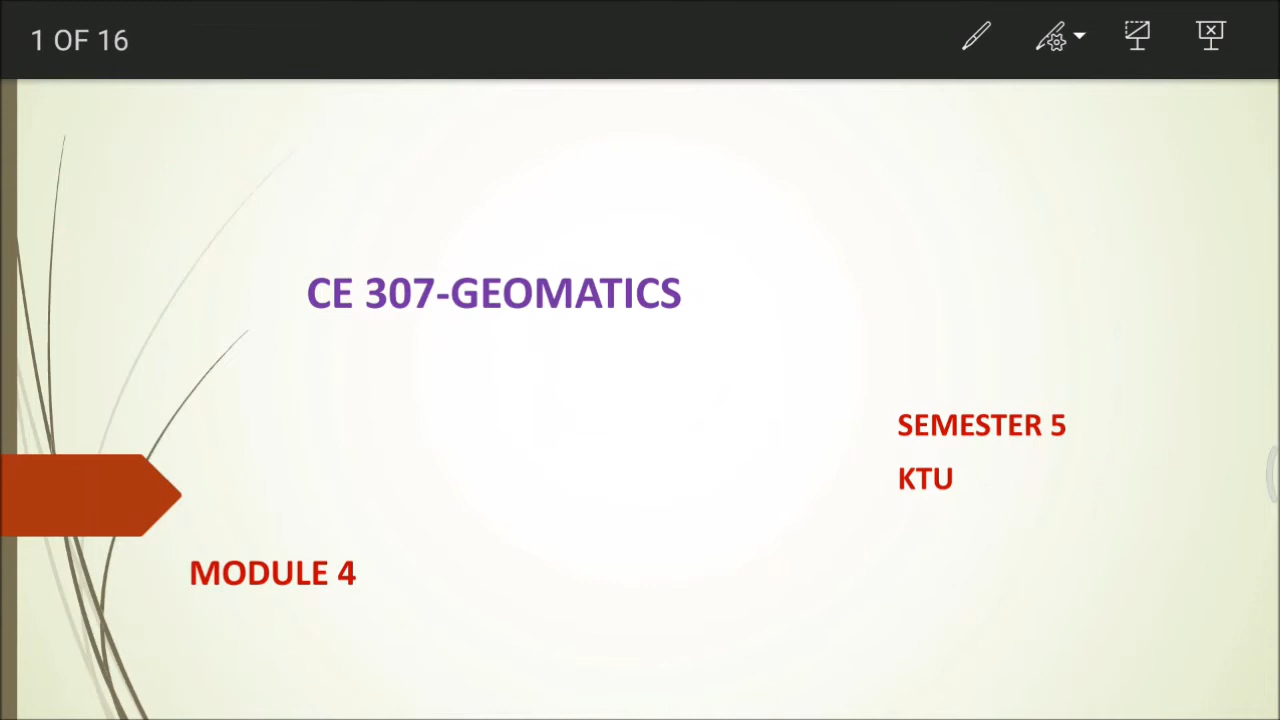 1 OF 16
CE 307-GEOMATICS
SEMESTER 5
KTU
MODULE 4